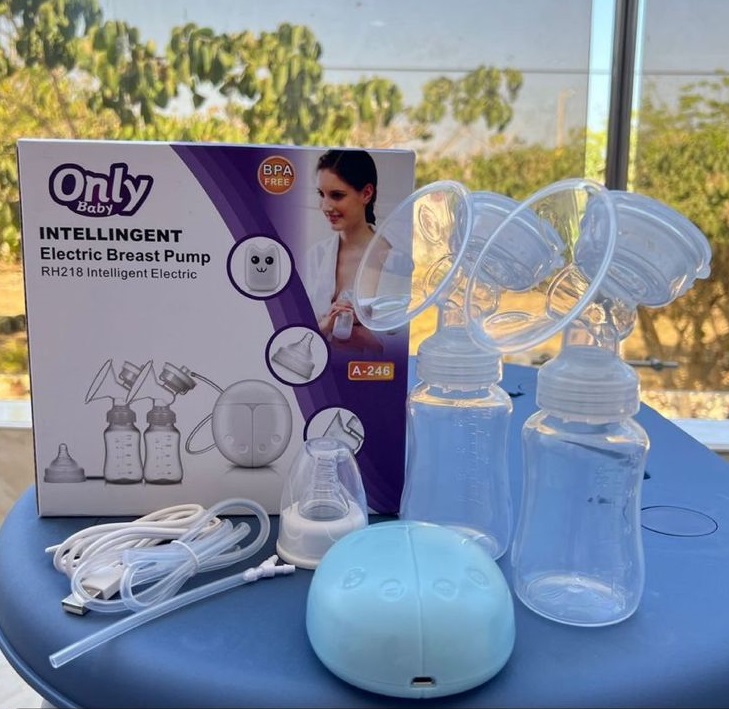 Only
Baby
BPA
FREE
INTELLINGENT
Electric Breast Pump
RH218 Intelligent Electric
A-246